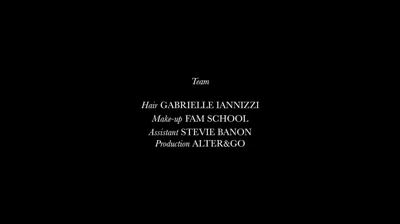 Team
Hair GABRIELLE IANNIZZI
Make-up FAM SCHOOL
Assistant STEVIE BANON
Production ALTER&GO